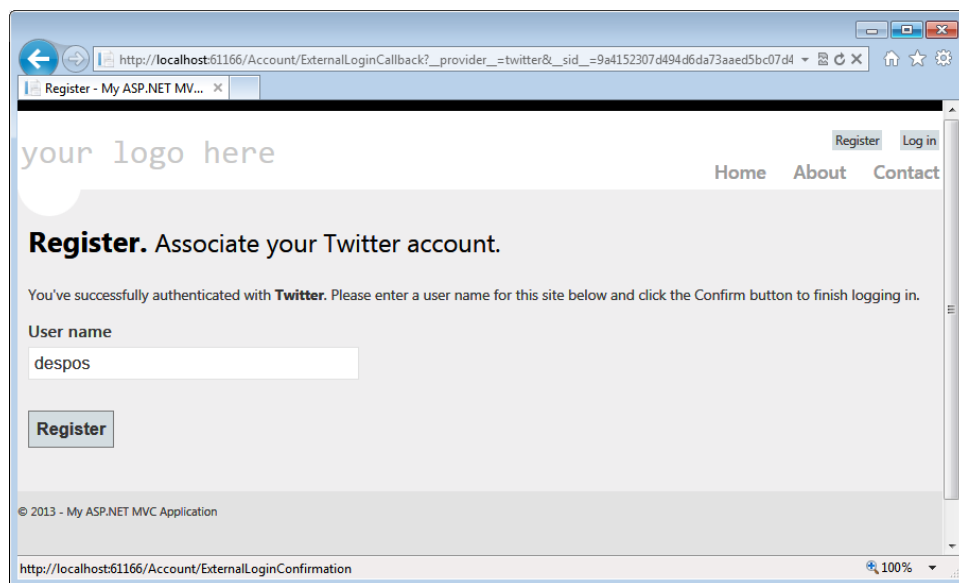 http://localhost:61166/Account/ExternalLoginCallback?__provider__=twitter&__sid__=9a4152307d494d6da73aaed5bc07d4
Register - My ASP.NET MV...
Register Log in
your logo here
Home About Contact
Register. Associate your Twitter account.
You've successfully authenticated with Twitter. Please enter a user name for this site below and click the Confirm button to finish logging in.
User name
despos
Register
© 2013 - My ASP.NET MVC Application
http://localhost:61166/Account/ExternalLoginConfirmation
100%